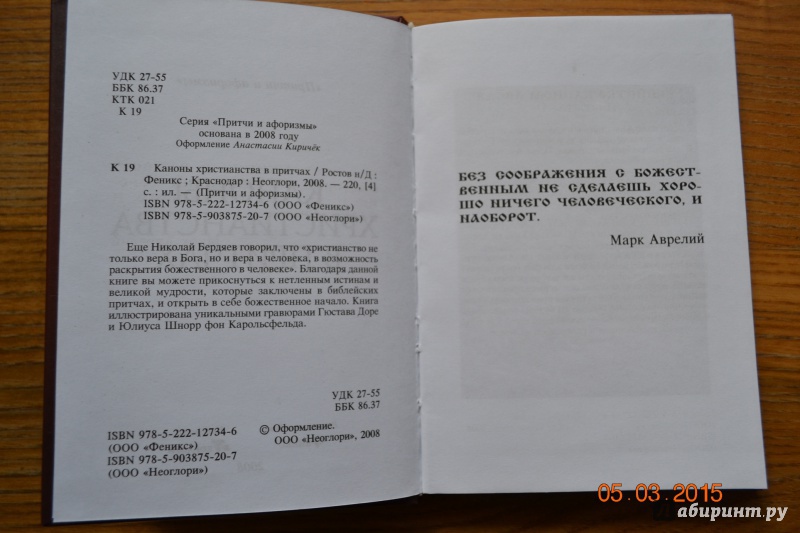 УДК 27-55
ББК 86.37
КТК 021
К 19
Серия «Притчи и афоризмы»
основана в 2008 году
Оформление Анастасии Киричёк
К 19 Каноны христианства в притчах / Ростов н/Д :
Феникс ; Краснодар : Неоглори, 2008. — 220, [4]
с. : ил. — (Притчи и афоризмы).
ISBN 978-5-222-12734-6 (ООО «Феникс»)
ISBN 978-5-903875-20-7 (ООО «Неоглори»)
Еще Николай Бердяев говорил, что «христианство не
только вера в Бога, но и вера в человека, в возможность
раскрытия божественного в человеке». Благодаря данной
книге вы можете прикоснуться к нетленным истинам и
великой мудрости, которые заключены в библейских
притчах, и открыть в себе божественное начало. Книга
иллюстрирована уникальными гравюрами Гюстава Доре
и Юлиуса Шнорр фон Карольсфельда.
УДК 27-55
ББК 86.37
ISBN 978-5-222-12734-6
(ООО «Феникс»)
ISBN 978-5-903875-20-7
(ООО «Неоглори»)
© Оформление.
ООО «Неоглори», 2008
БЕЗ СООБРАЖЕНИЯ С БОЖЕСТ-
ВЕННЫМ НЕ СДЕЛАЕШЬ ХОРО-
ШО НИЧЕГО ЧЕЛОВЕЧЕСКОГО, И
НАОБОРОТ.
Марк Аврелий
05.03.2015
Лабиринт.ру